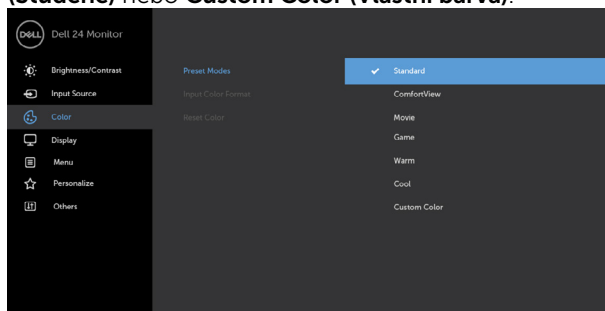 (Studené) nebo Custom Color (Vlastní barva).
DELL Dell 24 Monitor
Brightness/Contrast Preset Modes Standard
Input Source Input Color Format ComfortView
Color Reset Color Movie
Display Game
Menu Warm
Personalize Cool
Others Custom Color